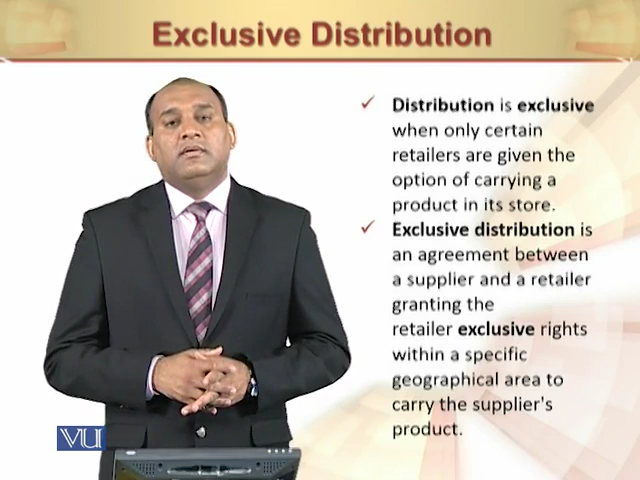 Exclusive Distribution
✓ Distribution is exclusive
when only certain
retailers are given the
option of carrying a
product in its store.
✓ Exclusive distribution is
an agreement between
a supplier and a retailer
granting the
retailer exclusive rights
within a specific
geographical area to
carry the supplier's
product.
VU